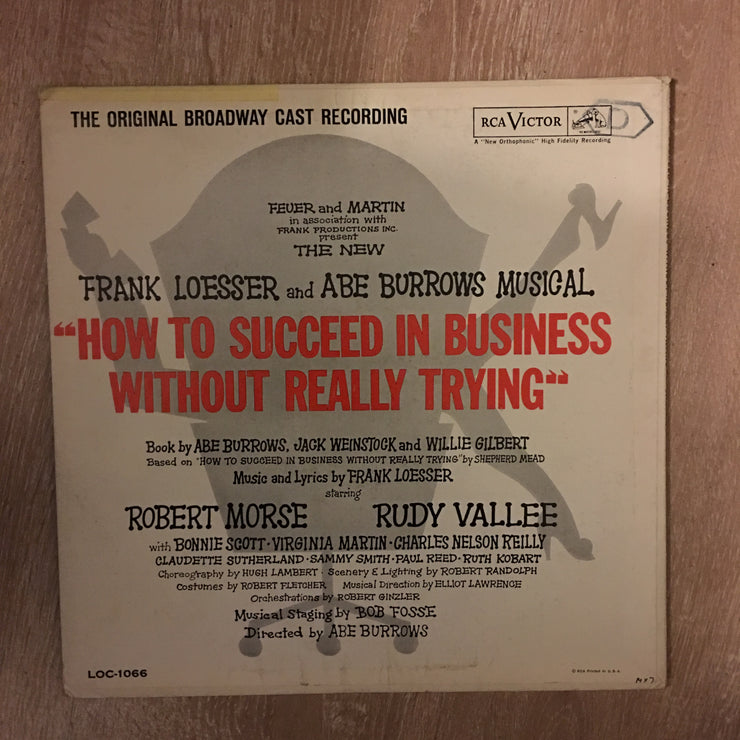 THE ORIGINAL BROADWAY CAST RECORDING
RCA VICTOR
D
A "New Orthophonic" High Fidelity Recording
FEUER and MARTIN
in association with
FRANK PRODUCTIONS INC.
present
THE NEW
FRANK LOESSER and ABE BURROWS MUSICAL
"HOW TO SUCCEED IN BUSINESS
WITHOUT REALLY TRYING"
Book by ABE BURROWS, JACK WEINSTOCK and WILLIE GILBERT
Based on "HOW TO SUCCEED IN BUSINESS WITHOUT REALLY TRYING" by SHEPHERD MEAD
Music and Lyrics by FRANK LOESSER
starring
ROBERT MORSE RUDY VALLEE
with BONNIE SCOTT · VIRGINIA MARTIN · CHARLES NELSON REILLY
CLAUDETTE SUTHERLAND · SAMMY SMITH · PAUL REED · RUTH KOBART
Choreography by HUGH LAMBERT · Scenery & Lighting by ROBERT RANDOLPH
Costumes by ROBERT FLETCHER Musical Direction by ELLIOT LAWRENCE
Orchestrations by ROBERT GINZLER
Musical Staging by BOB FOSSE
Directed by ABE BURROWS
LOC-1066
© RCA Printed in U.S.A.